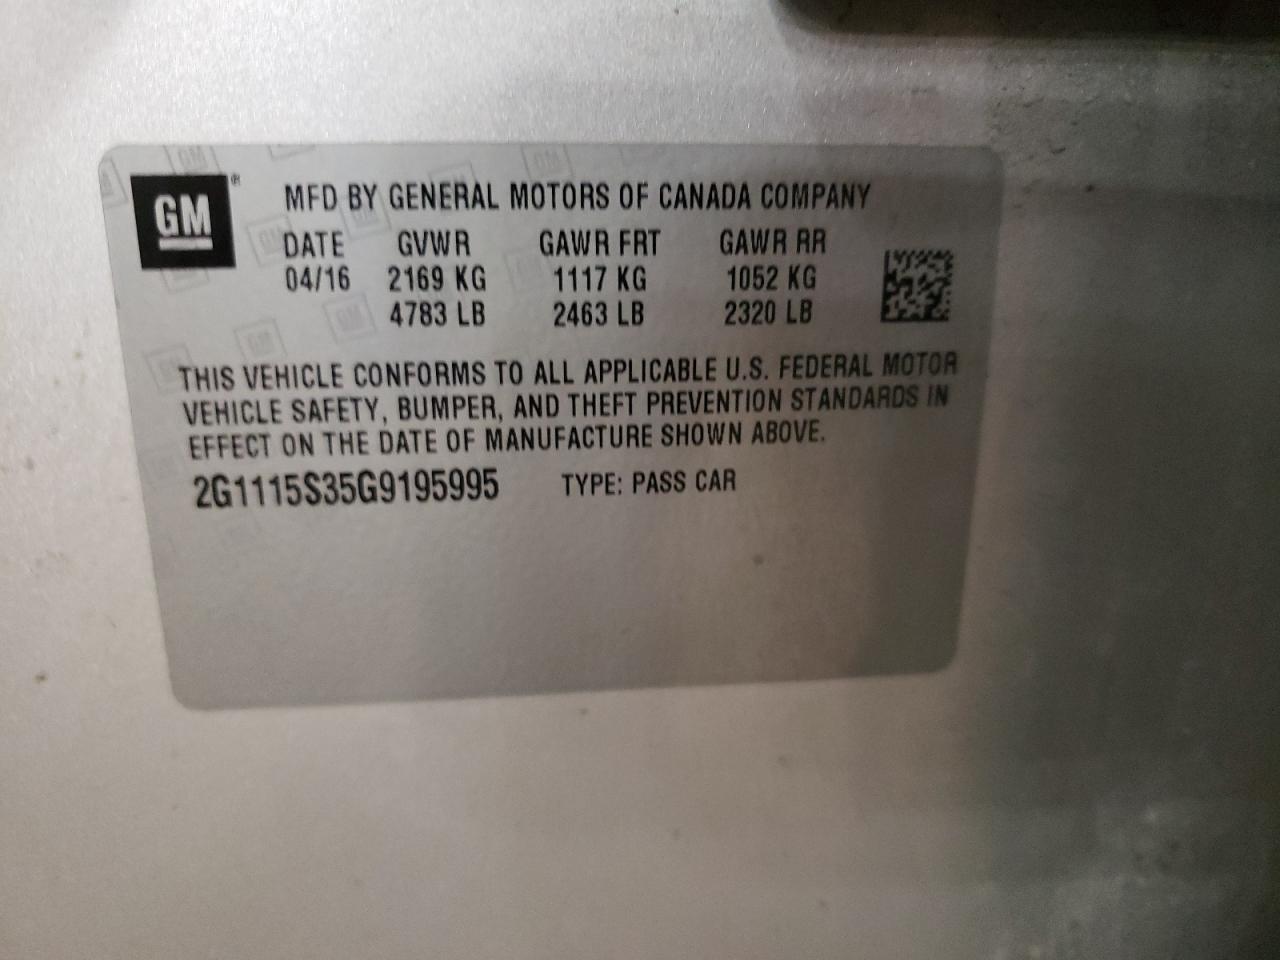 GM®
MFD BY GENERAL MOTORS OF CANADA COMPANY
DATE GVWR GAWR FRT GAWR RR
04/16 2169 KG 1117 KG 1052 KG
4783 LB 2463 LB 2320 LB
THIS VEHICLE CONFORMS TO ALL APPLICABLE U.S. FEDERAL MOTOR
VEHICLE SAFETY, BUMPER, AND THEFT PREVENTION STANDARDS IN
EFFECT ON THE DATE OF MANUFACTURE SHOWN ABOVE.
2G1115S35G9195995 TYPE: PASS CAR